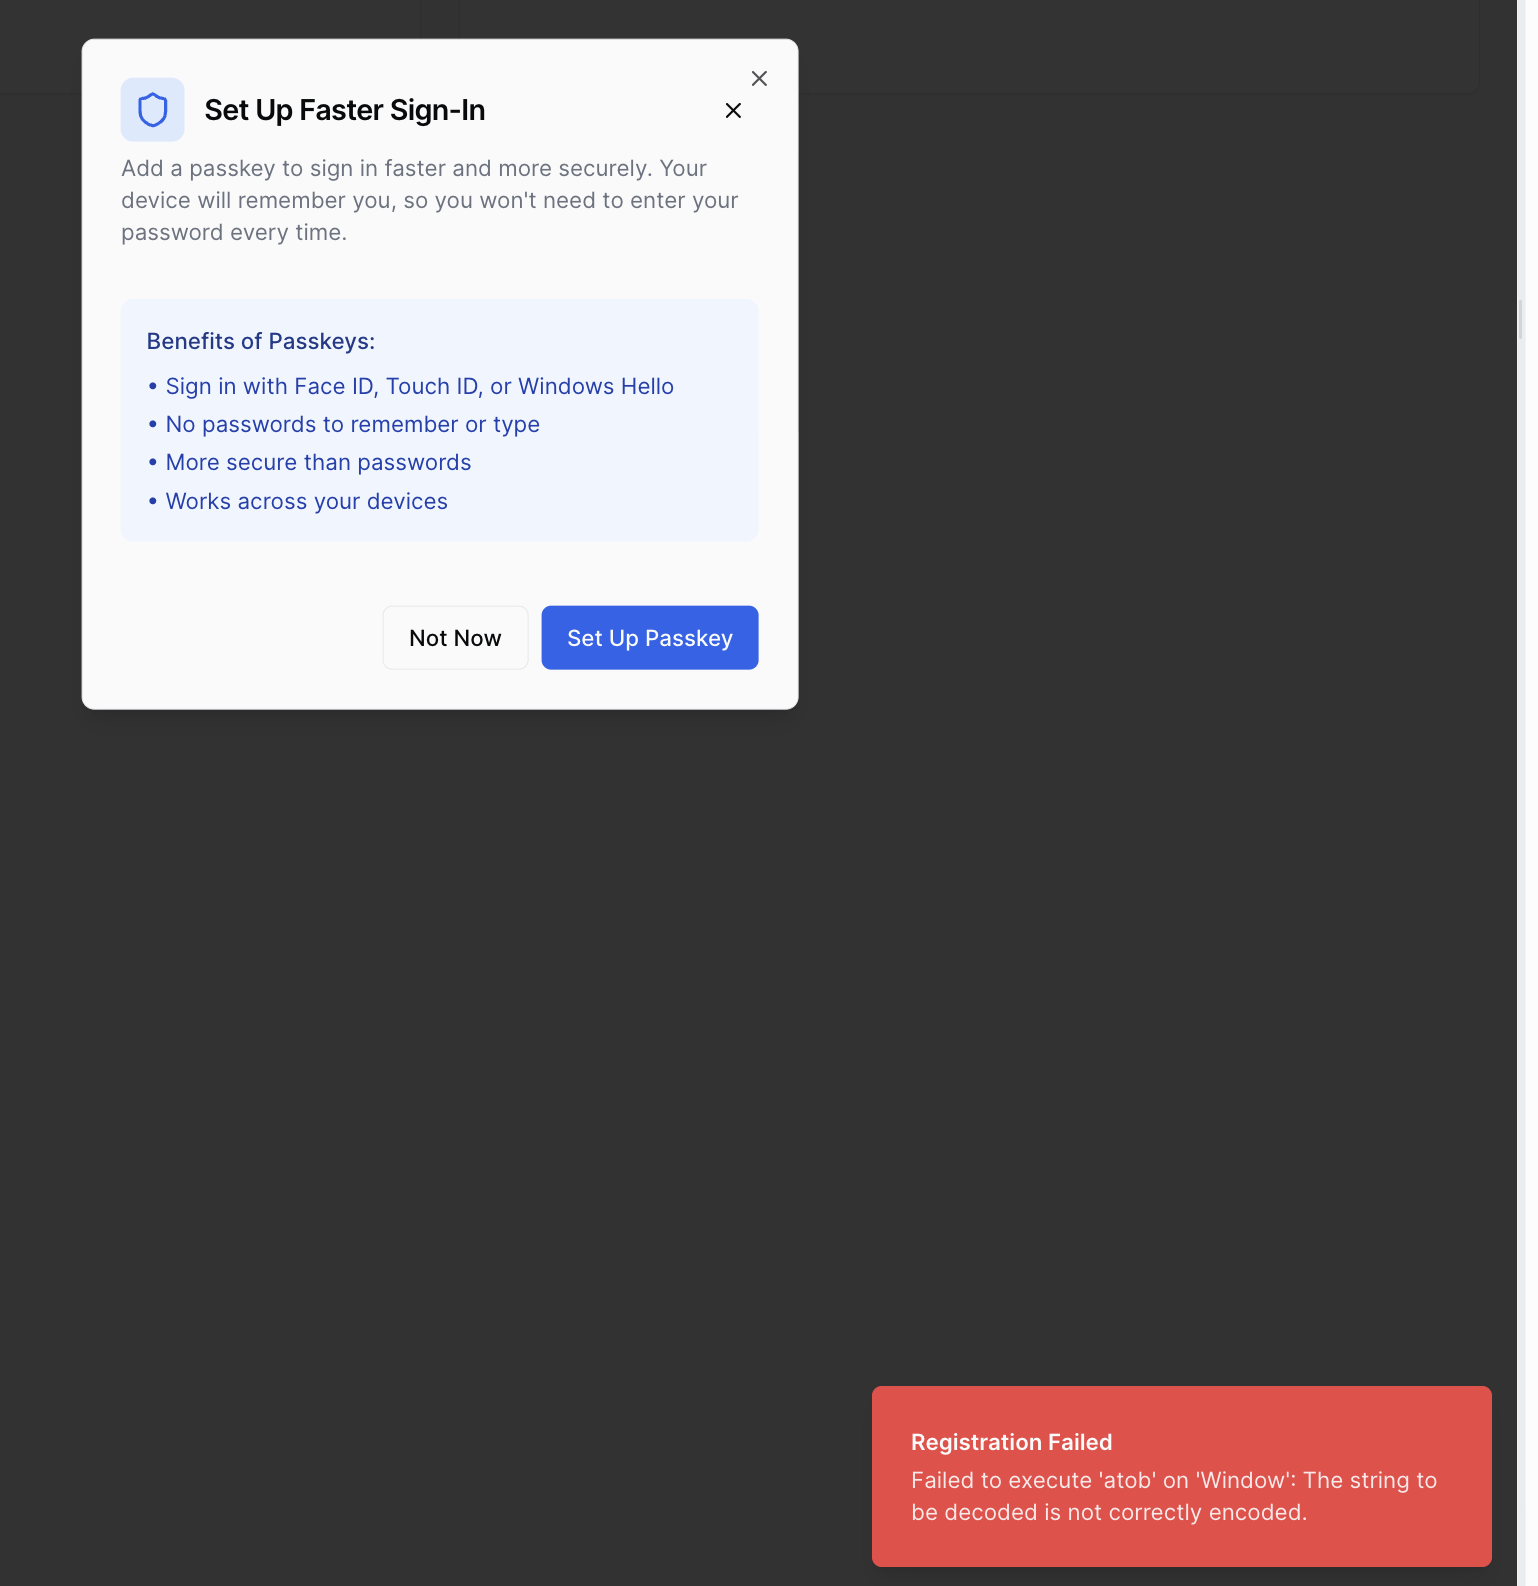 Set Up Faster Sign-In
Add a passkey to sign in faster and more securely. Your
device will remember you, so you won't need to enter your
password every time.
Benefits of Passkeys:
• Sign in with Face ID, Touch ID, or Windows Hello
• No passwords to remember or type
• More secure than passwords
• Works across your devices
Not Now
Set Up Passkey
Registration Failed
Failed to execute 'atob' on 'Window': The string to
be decoded is not correctly encoded.